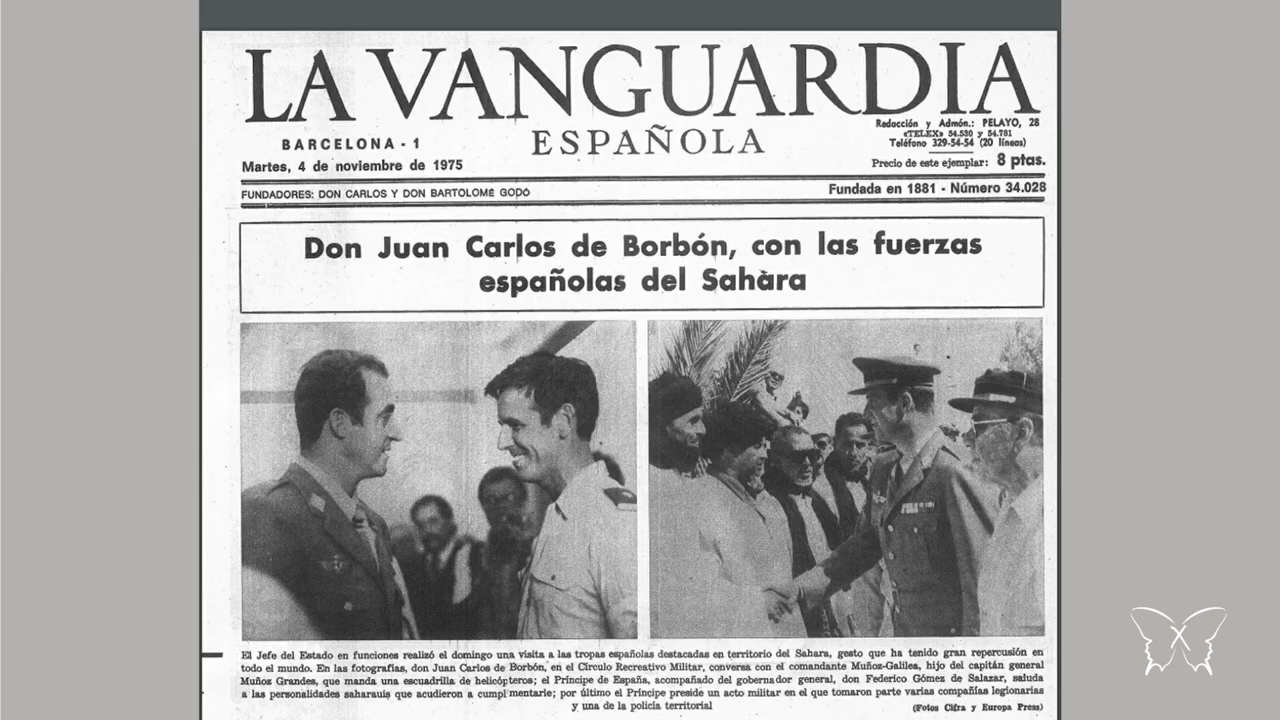 LA VANGUARDIA
ESPAÑOLA
BARCELONA - 1
Martes, 4 de noviembre de 1975
Redacción y Admón.: PELAYO, 28
«TELEX» 54.530 y 54.781
Teléfono 329-54-54 (20 líneas)
Precio de este ejemplar: 8 ptas.
FUNDADORES: DON CARLOS Y DON BARTOLOMÉ GODÓ
Fundada en 1881 - Número 34.028
Don Juan Carlos de Borbón, con las fuerzas
españolas del Sahàra
El Jefe del Estado en funciones realizó el domingo una visita a las tropas españolas destacadas en territorio del Sahara, gesto que ha tenido gran repercusión en
todo el mundo. En las fotografías, don Juan Carlos de Borbón, en el Círculo Recreativo Militar, conversa con el comandante Muñoz-Galilea, hijo del capitán general
Muñoz Grandes, que manda una escuadrilla de helicópteros; el Príncipe de España, acompañado del gobernador general, don Federico Gómez de Salazar, saluda
a las personalidades saharauis que acudieron a cumplimentarle; por último el Príncipe preside un acto militar en el que tomaron parte varias compañías legionarias
y una de la policía territorial
(Fotos Cifra y Europa Press)